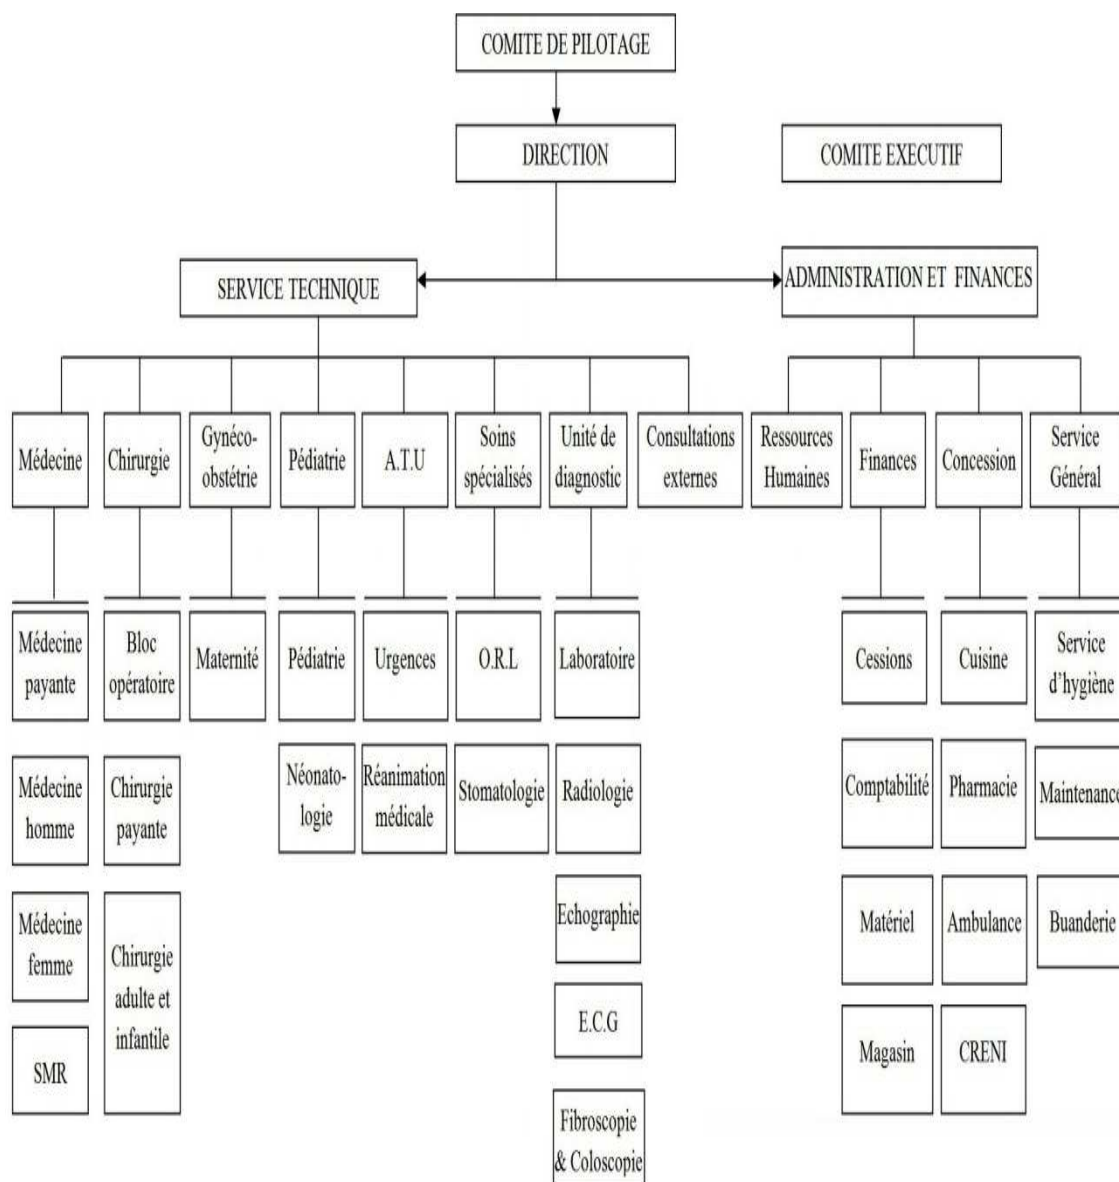 COMITE DE PILOTAGE
DIRECTION
COMITE EXECUTIF
SERVICE TECHNIQUE
ADMINISTRATION ET FINANCES
Médecine
Chirurgie
Gynéco-
obstétrie
Pédiatrie
A.T.U
Soins
spécialisés
Unité de
diagnostic
Consultations
externes
Ressources
Humaines
Finances
Concession
Service
Général
Médecine
payante
Bloc
opératoire
Maternité
Pédiatrie
Urgences
O.R.L
Laboratoire
Cessions
Cuisine
Service
d'hygiène
Médecine
homme
Chirurgie
payante
Néonato-
logie
Réanimation
médicale
Stomatologie
Radiologie
Comptabilité
Pharmacie
Maintenance
Médecine
femme
Chirurgie
adulte et
infantile
Echographie
Matériel
Ambulance
Buanderie
SMR
E.C.G
Magasin
CRENI
Fibroscopie
& Coloscopie